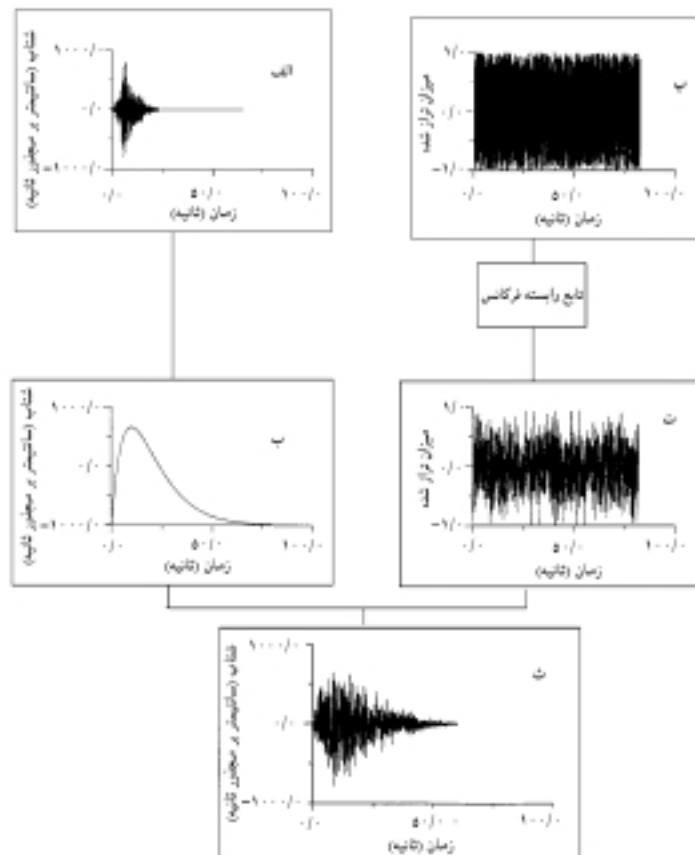 پ
میزان تراز شده
۱/۰
۰/۰
-۱/۰
۰/۰ ۵۰/۰ ۱۰۰/۰
زمان (ثانیه)
الف
شتاب (سانتیمتر بر مجذور ثانیه)
۱۰۰۰/۰
۰/۰
-۱۰۰۰/۰
۰/۰ ۵۰/۰ ۱۰۰/۰
زمان (ثانیه)
تابع وابسته فرکانس
ت
میزان تراز شده
۱/۰
۰/۰
-۱/۰
۰/۰ ۵۰/۰ ۱۰۰/۰
زمان (ثانیه)
ب
شتاب (سانتیمتر بر مجذور ثانیه)
۱۰۰۰/۰
۰/۰
-۱۰۰۰/۰
۰/۰ ۵۰/۰ ۱۰۰/۰
زمان (ثانیه)
ث
شتاب (سانتیمتر بر مجذور ثانیه)
۱۰۰۰/۰
۰/۰
-۱۰۰۰/۰
۰/۰ ۵۰/۰۰ ۱۰۰/۰
زمان (ثانیه)